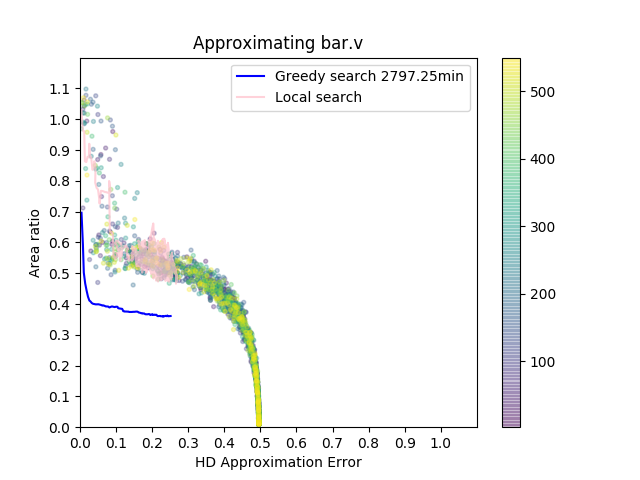 Approximating bar.v
Greedy search 2797.25min
Local search
Area ratio
1.1
1.0
0.9
0.8
0.7
0.6
0.5
0.4
0.3
0.2
0.1
0.0
0.0 0.1 0.2 0.3 0.4 0.5 0.6 0.7 0.8 0.9 1.0
HD Approximation Error
500
400
300
200
100